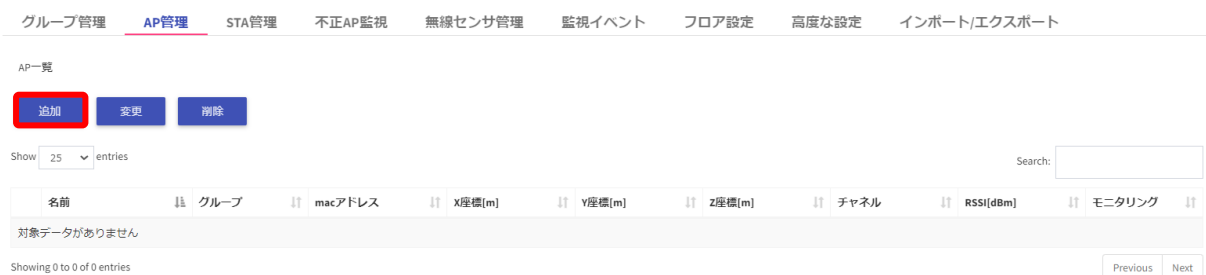 グループ管理 AP管理 STA管理 不正AP監視 無線センサ管理 監視イベント フロア設定 高度な設定 インポート/エクスポート
AP一覧
追加 変更 削除
Show 25 entries Search:
名前 グループ macアドレス X座標[m] Y座標[m] Z座標[m] チャネル RSSI[dBm] モニタリング
対象データがありません
Showing 0 to 0 of 0 entries Previous Next